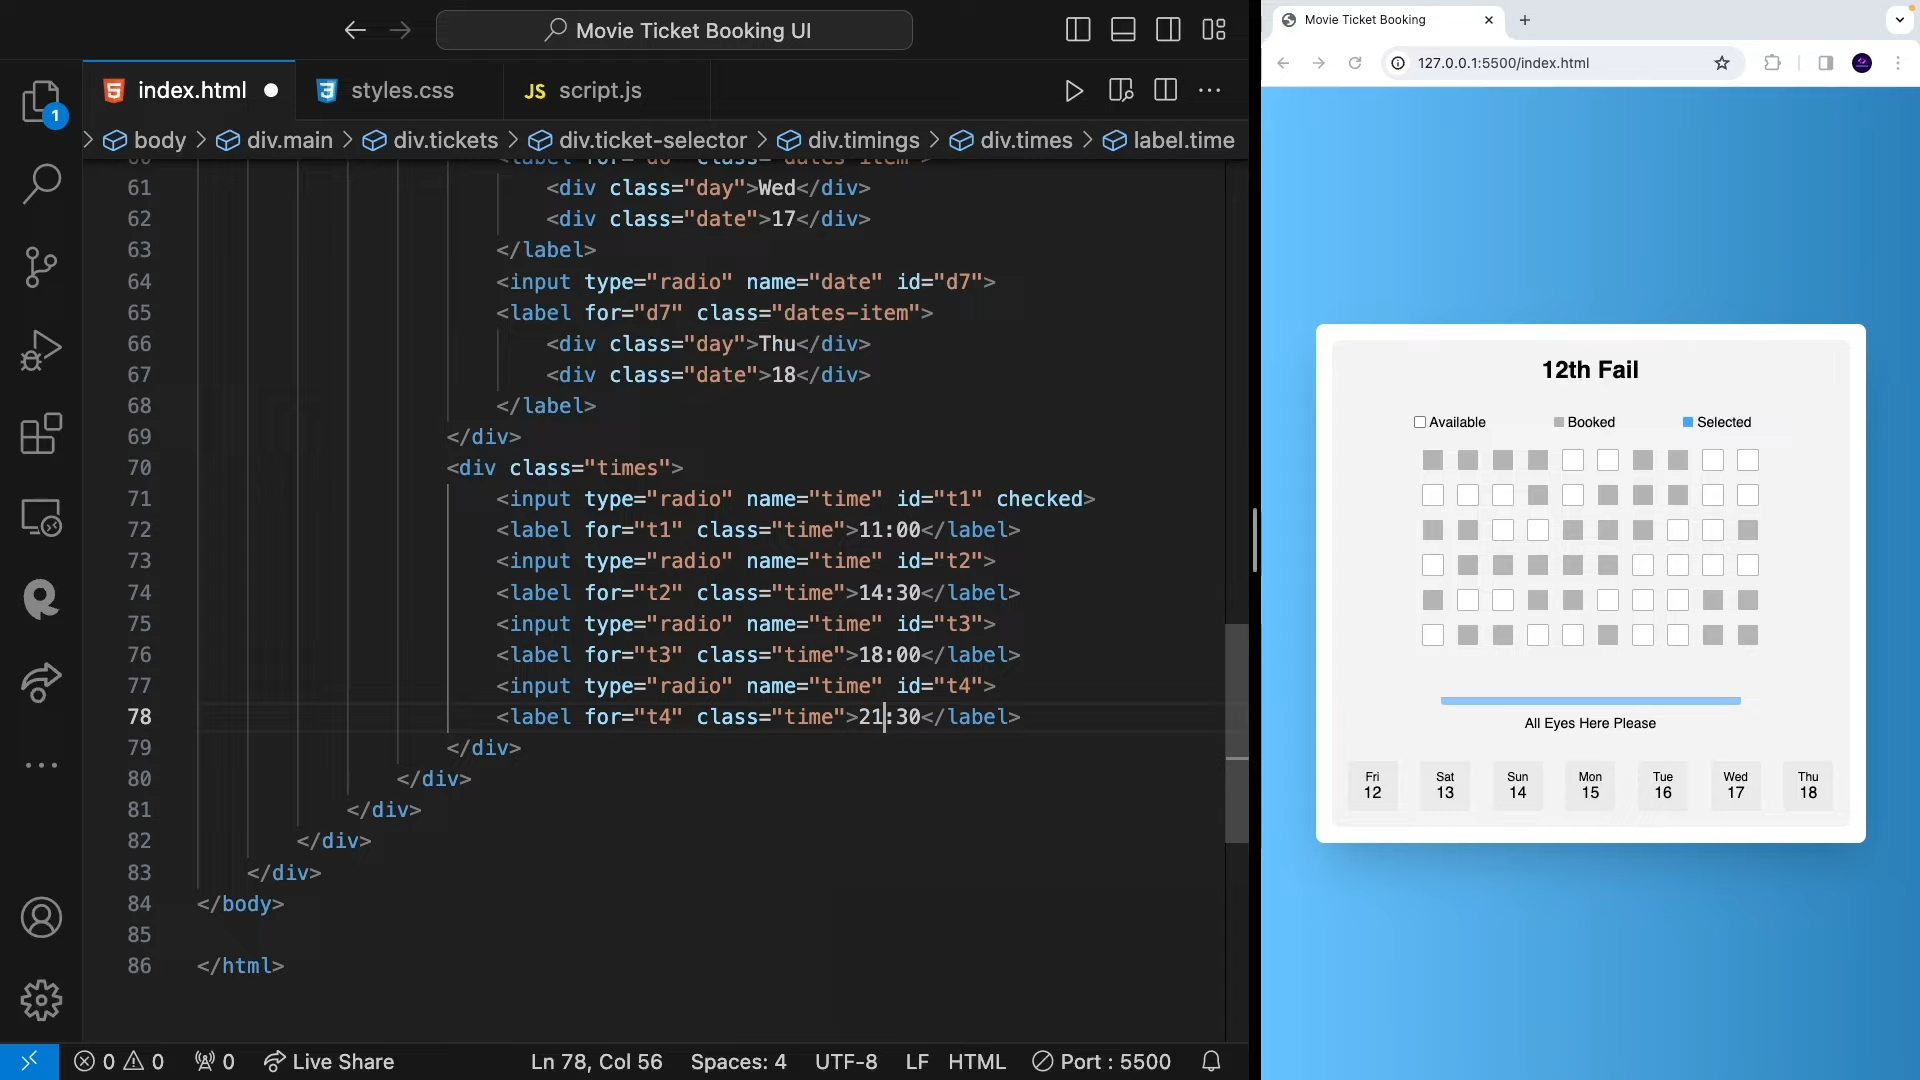 Movie Ticket Booking UI
index.html
styles.css
JS script.js
1
body
div.main
div.tickets
div.ticket-selector
div.timings
div.times
label.time
60 <label for="d6" class="dates-item">
61 <div class="day">Wed</div>
62 <div class="date">17</div>
63 </label>
64 <input type="radio" name="date" id="d7">
65 <label for="d7" class="dates-item">
66 <div class="day">Thu</div>
67 <div class="date">18</div>
68 </label>
69 </div>
70 <div class="times">
71 <input type="radio" name="time" id="t1" checked>
72 <label for="t1" class="time">11:00</label>
73 <input type="radio" name="time" id="t2">
74 <label for="t2" class="time">14:30</label>
75 <input type="radio" name="time" id="t3">
76 <label for="t3" class="time">18:00</label>
77 <input type="radio" name="time" id="t4">
78 <label for="t4" class="time">21:30</label>
79 </div>
80 </div>
81 </div>
82 </div>
83 </div>
84 </body>
85
86 </html>
0 0 0 Live Share Ln 78, Col 56 Spaces: 4 UTF-8 LF HTML Port : 5500
Movie Ticket Booking
127.0.0.1:5500/index.html
12th Fail
Available Booked Selected
All Eyes Here Please
Fri Sat Sun Mon Tue Wed Thu
12 13 14 15 16 17 18